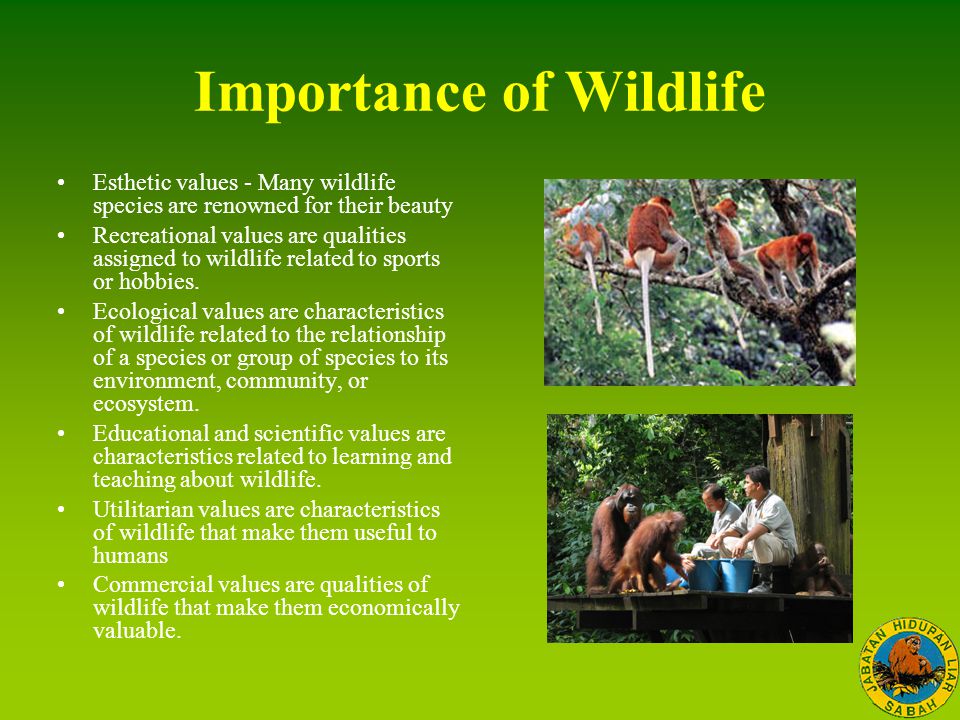 Importance of Wildlife
• Esthetic values - Many wildlife
species are renowned for their beauty
• Recreational values are qualities
assigned to wildlife related to sports
or hobbies.
• Ecological values are characteristics
of wildlife related to the relationship
of a species or group of species to its
environment, community, or
ecosystem.
• Educational and scientific values are
characteristics related to learning and
teaching about wildlife.
• Utilitarian values are characteristics
of wildlife that make them useful to
humans
• Commercial values are qualities of
wildlife that make them economically
valuable.
JABATAN HIDUPAN LIAR
SABAH